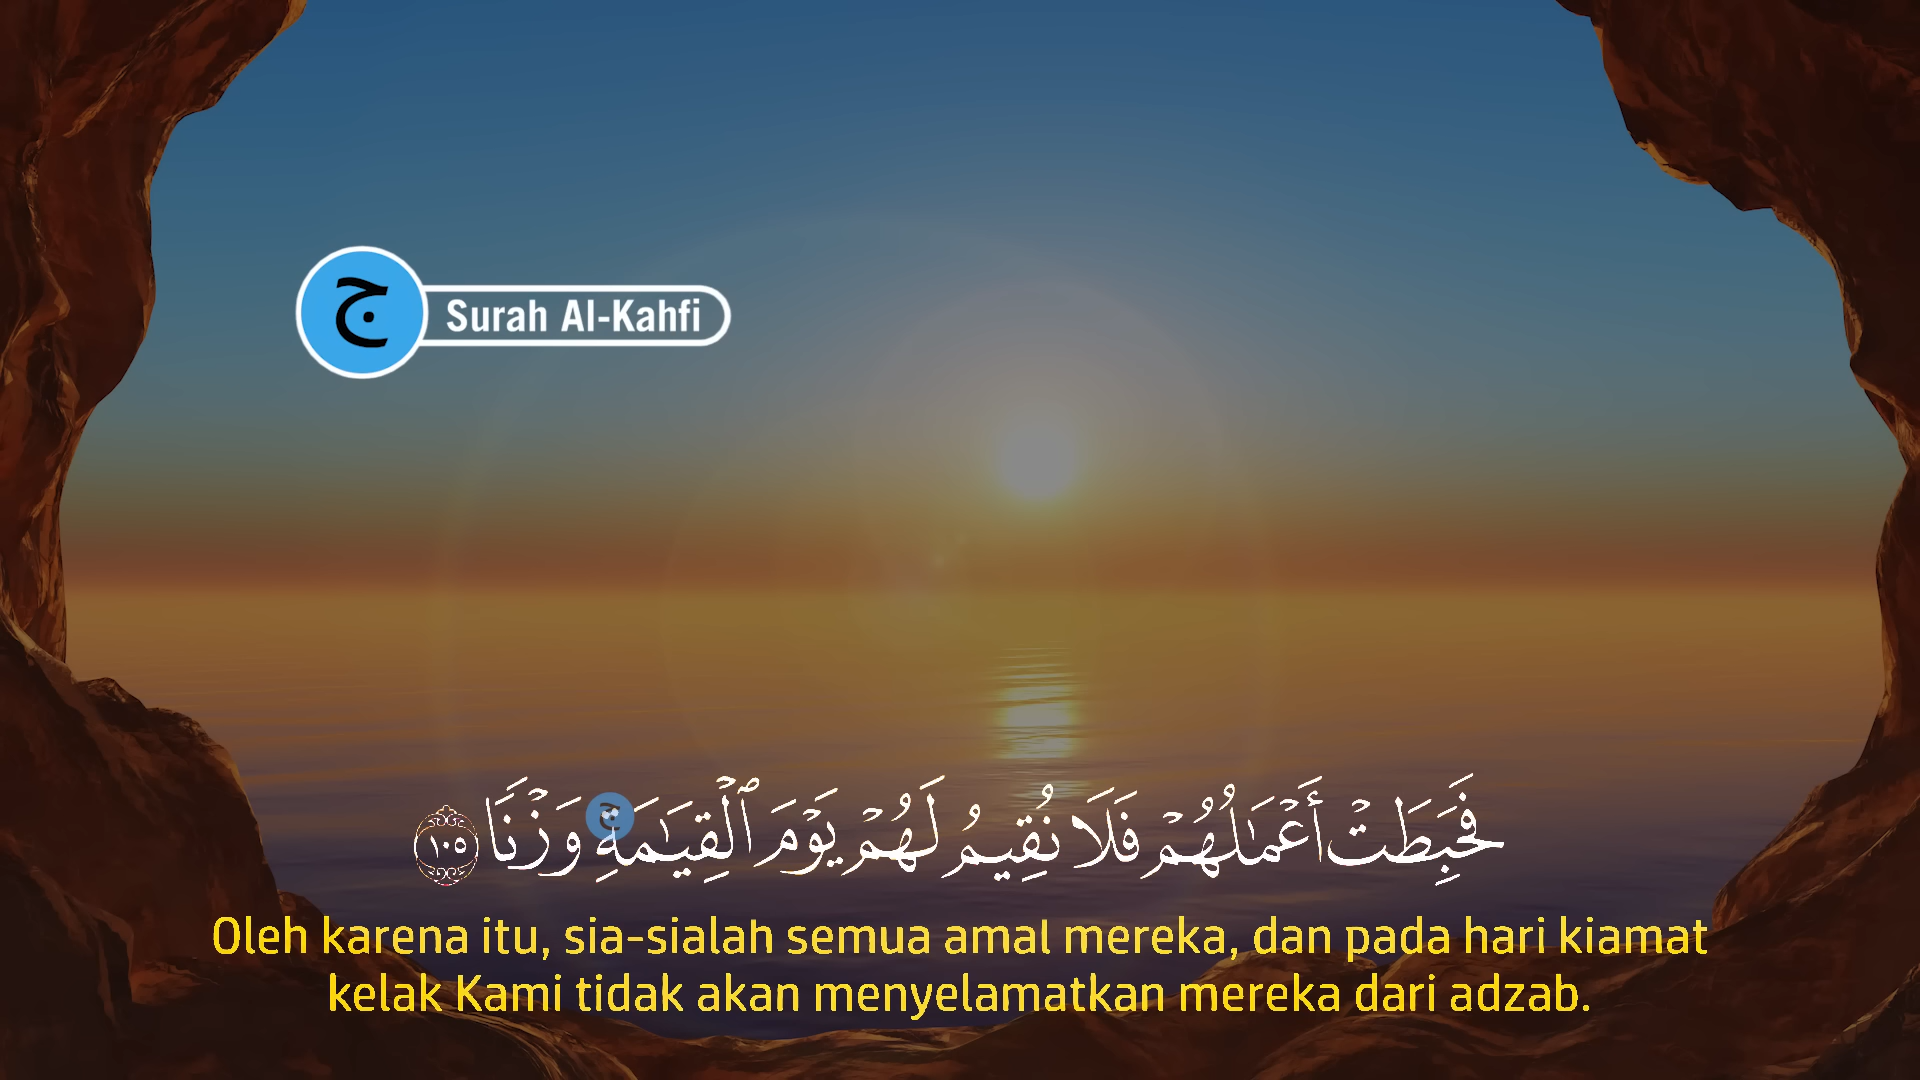 ج
Surah Al-Kahfi
فَحَبِطَتْ أَعْمَـٰلُهُمْ فَلَا نُقِيمُ لَهُمْ يَوْمَ ٱلْقِيَـٰمَةِ وَزْنًا ١٠٥
ج
Oleh karena itu, sia-sialah semua amal mereka, dan pada hari kiamat
kelak Kami tidak akan menyelamatkan mereka dari adzab.